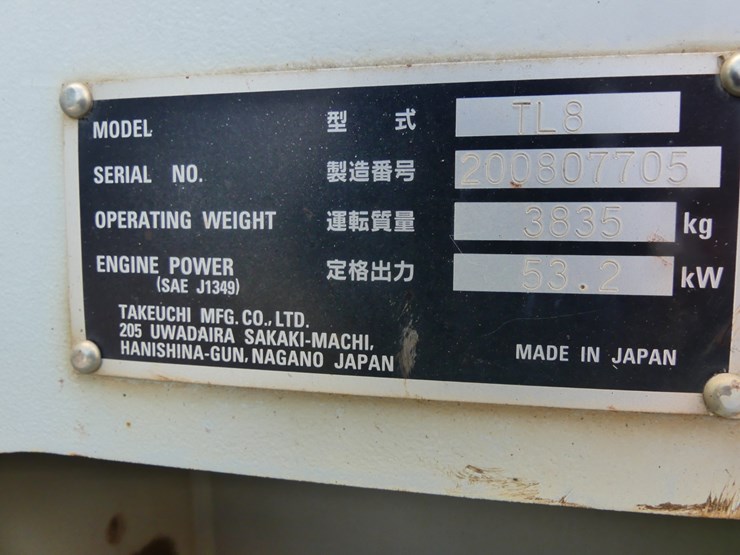 MODEL 型 式 TL8
SERIAL NO. 製造番号 200807705
OPERATING WEIGHT 運転質量 3835 kg
ENGINE POWER 定格出力 53.2 kW
(SAE J1349)
TAKEUCHI MFG. CO., LTD.
205 UWADAIRA SAKAKI-MACHI,
HANISHINA-GUN, NAGANO JAPAN
MADE IN JAPAN